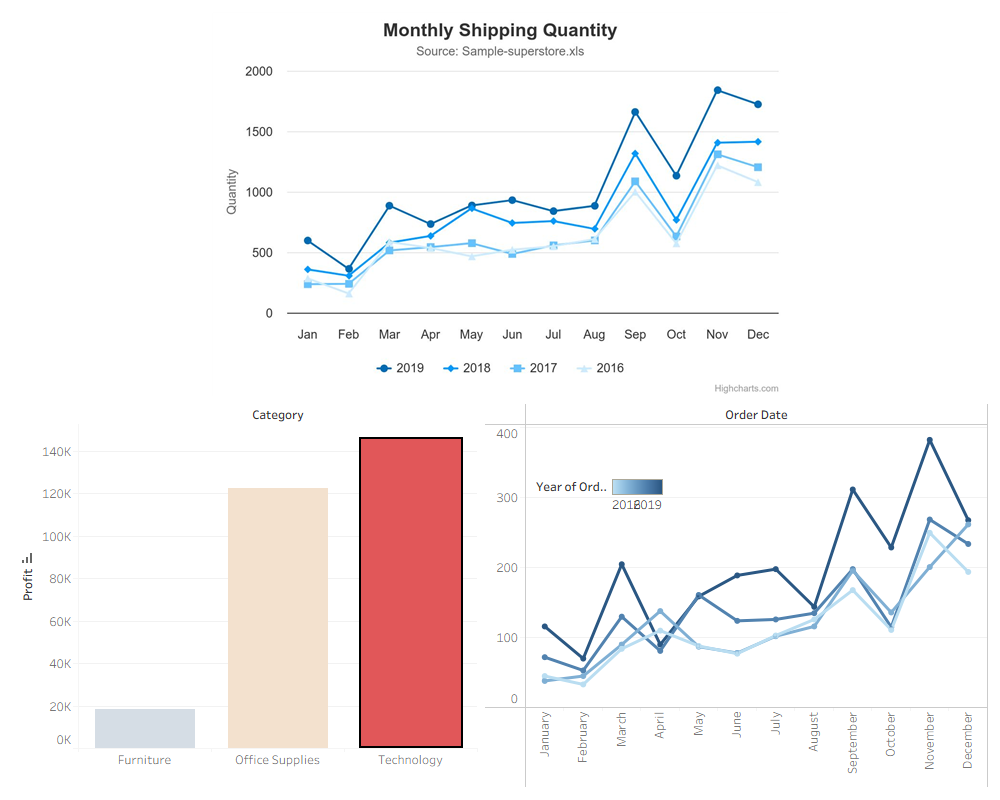 Monthly Shipping Quantity
Source: Sample-superstore.xls
Quantity
2000
1500
1000
500
0
Jan Feb Mar Apr May Jun Jul Aug Sep Oct Nov Dec
2019 2018 2017 2016
Highcharts.com
Category
Profit
140K
120K
100K
80K
60K
40K
20K
0K
Furniture Office Supplies Technology
Order Date
400
300
200
100
0
Year of Ord..
2019
January February March April May June July August September October November December